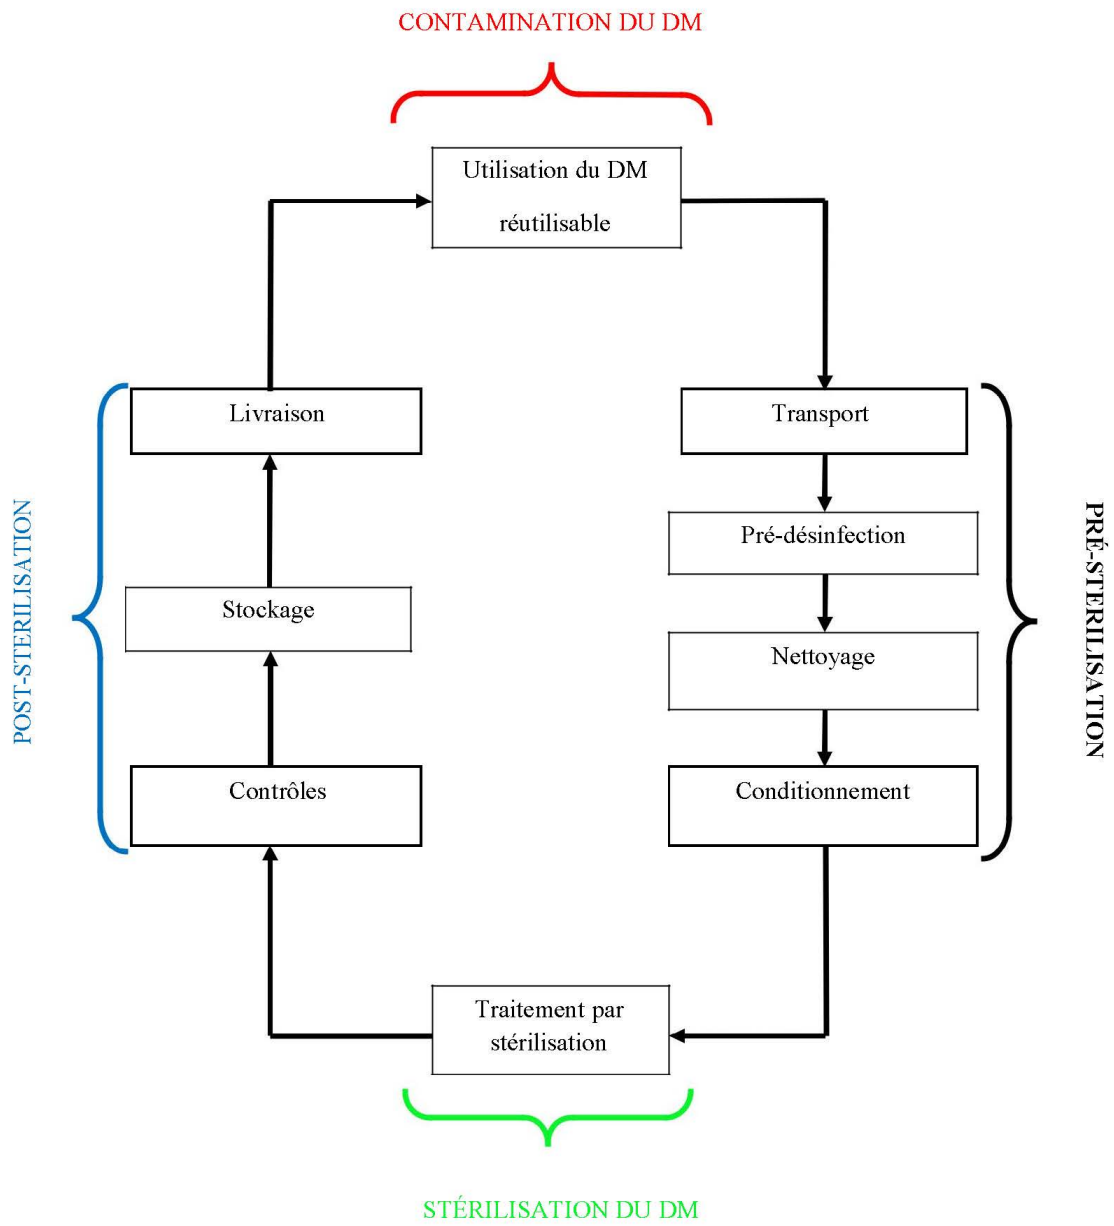 CONTAMINATION DU DM
Utilisation du DM
réutilisable
Livraison
Transport
Pré-désinfection
Stockage
Nettoyage
Contrôles
Conditionnement
POST-STERILISATION
PRÉ-STERILISATION
Traitement par
stérilisation
STÉRILISATION DU DM